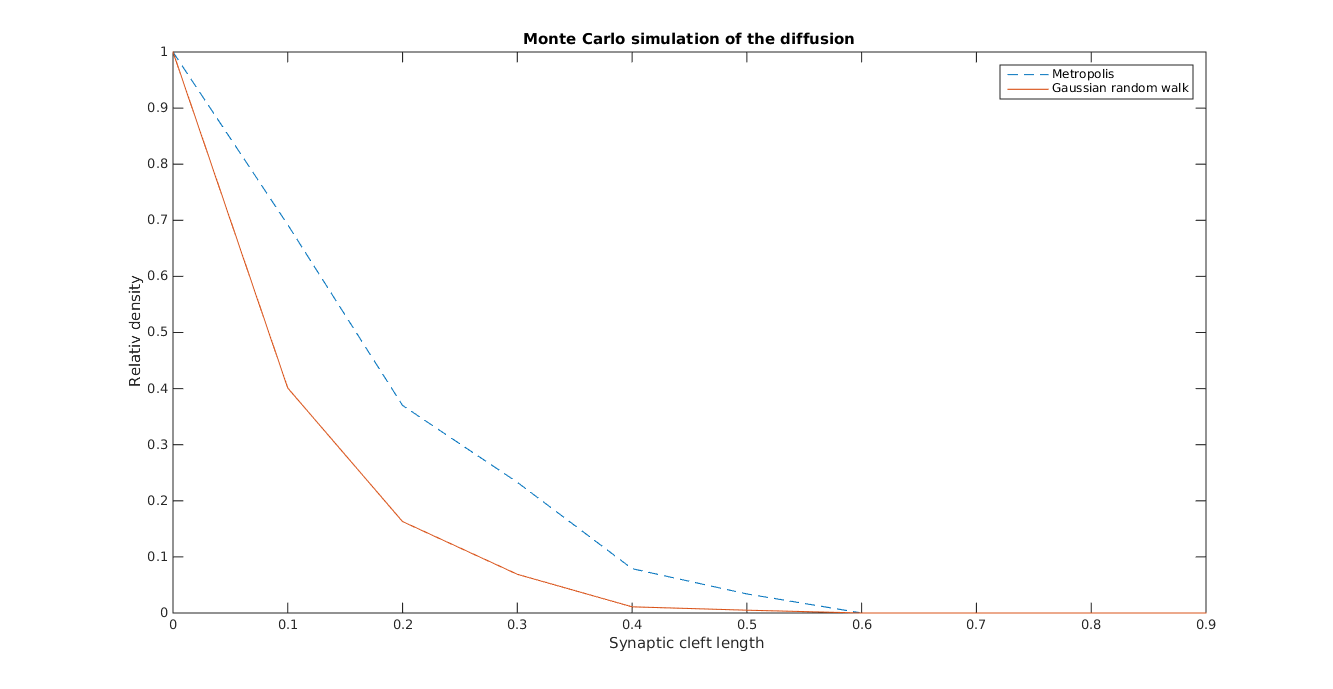 Monte Carlo simulation of the diffusion
Metropolis
Gaussian random walk
Relativ density
1
0.9
0.8
0.7
0.6
0.5
0.4
0.3
0.2
0.1
0
0 0.1 0.2 0.3 0.4 0.5 0.6 0.7 0.8 0.9
Synaptic cleft length